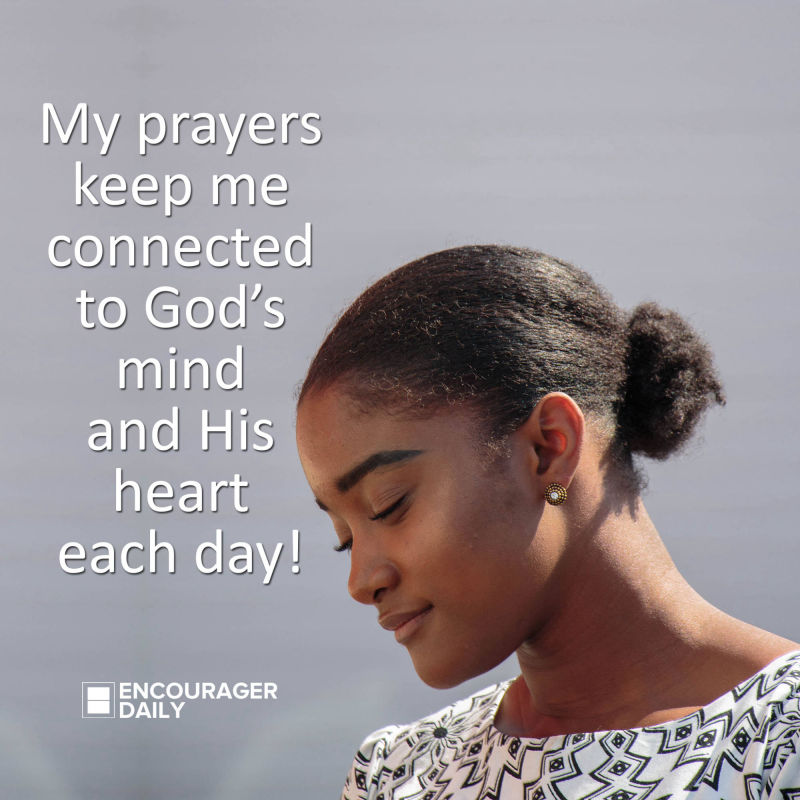 My prayers
keep me
connected
to God’s
mind
and His
heart
each day!
ENCOURAGER
DAILY